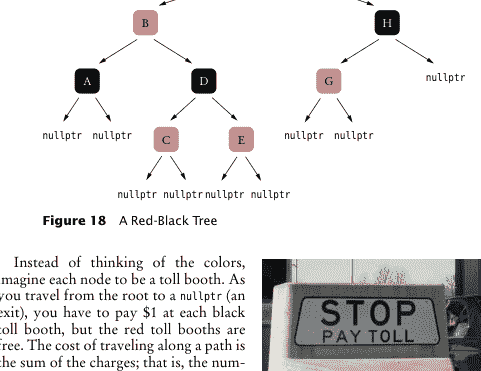 B
H
A
D
G
nullptr
nullptr nullptr
C
E
nullptr nullptr
nullptr nullptr nullptr nullptr
Figure 18 A Red-Black Tree
Instead of thinking of the colors,
imagine each node to be a toll booth. As
you travel from the root to a nullptr (an
exit), you have to pay $1 at each black
toll booth, but the red toll booths are
free. The cost of traveling along a path is
the sum of the charges; that is, the num-
STOP
PAY TOLL